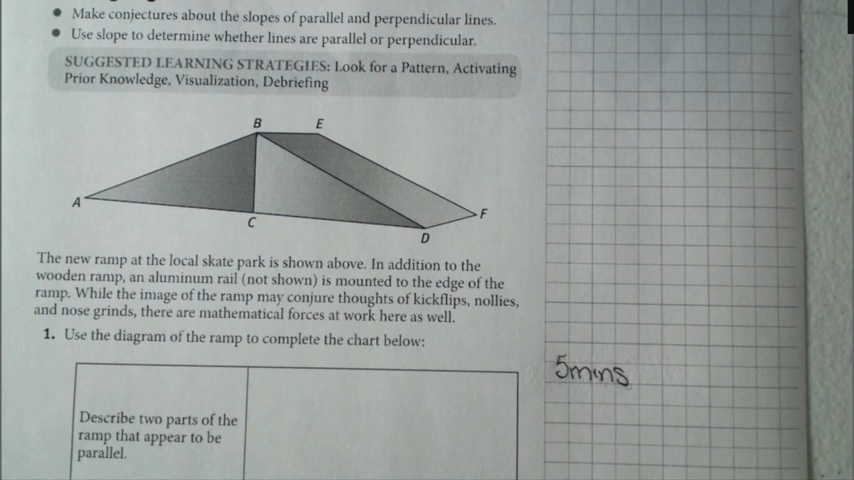 • Make conjectures about the slopes of parallel and perpendicular lines.
• Use slope to determine whether lines are parallel or perpendicular.
SUGGESTED LEARNING STRATEGIES: Look for a Pattern, Activating
Prior Knowledge, Visualization, Debriefing
B E
A
C
F
D
The new ramp at the local skate park is shown above. In addition to the
wooden ramp, an aluminum rail (not shown) is mounted to the edge of the
ramp. While the image of the ramp may conjure thoughts of kickflips, nollies,
and nose grinds, there are mathematical forces at work here as well.
1. Use the diagram of the ramp to complete the chart below:
5mins
Describe two parts of the
ramp that appear to be
parallel.